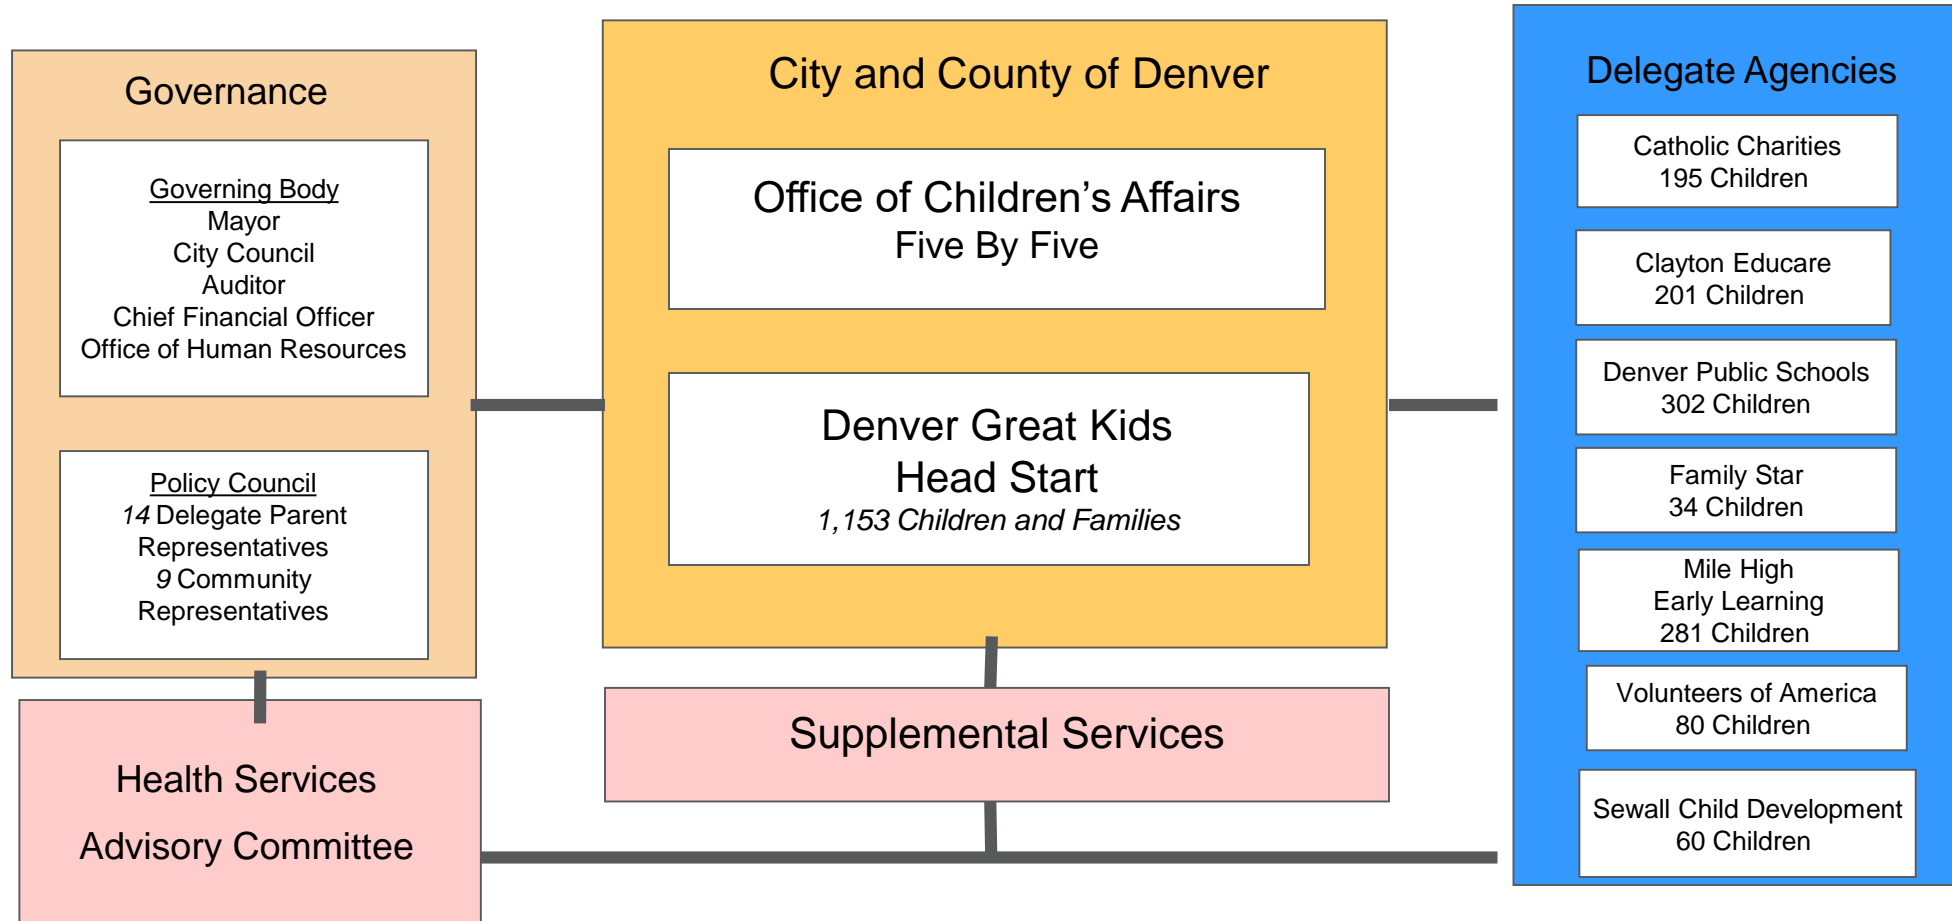 Governance
Governing Body
Mayor
City Council
Auditor
Chief Financial Officer
Office of Human Resources
Policy Council
14 Delegate Parent
Representatives
9 Community
Representatives
Health Services
Advisory Committee
City and County of Denver
Office of Children’s Affairs
Five By Five
Denver Great Kids
Head Start
1,153 Children and Families
Supplemental Services
Delegate Agencies
Catholic Charities
195 Children
Clayton Educare
201 Children
Denver Public Schools
302 Children
Family Star
34 Children
Mile High
Early Learning
281 Children
Volunteers of America
80 Children
Sewall Child Development
60 Children